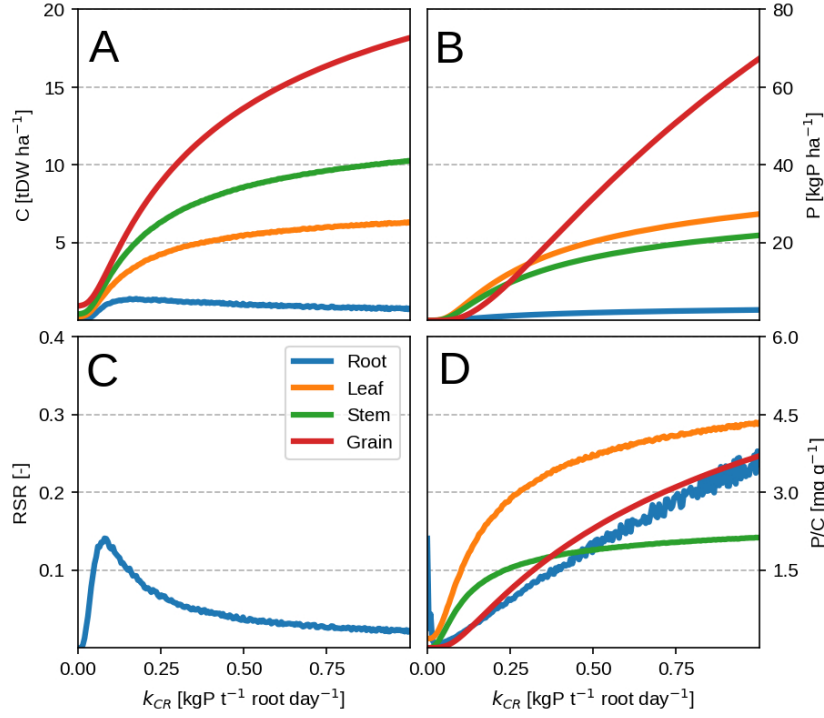 A
20
15
10
5
C [tDW ha⁻¹]
B
80
60
40
20
P [kgP ha⁻¹]
C
0.4
0.3
0.2
0.1
RSR [-]
Root
Leaf
Stem
Grain
0.00 0.25 0.50 0.75
k_CR [kgP t⁻¹ root day⁻¹]
D
6.0
4.5
3.0
1.5
P/C [mg g⁻¹]
0.00 0.25 0.50 0.75
k_CR [kgP t⁻¹ root day⁻¹]